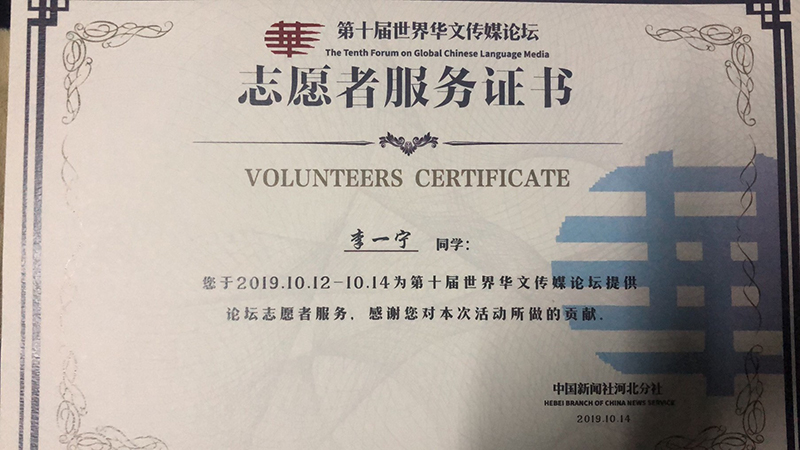 華 第十届世界华文传媒论坛
The Tenth Forum on Global Chinese Language Media
志愿者服务证书
VOLUNTEERS CERTIFICATE
李一宁 同学：
您于2019.10.12-10.14为第十届世界华文传媒论坛提供
论坛志愿者服务，感谢您对本次活动所做的贡献.
中国新闻社河北分社
HEBEI BRANCH OF CHINA NEWS SERVICE
2019.10.14